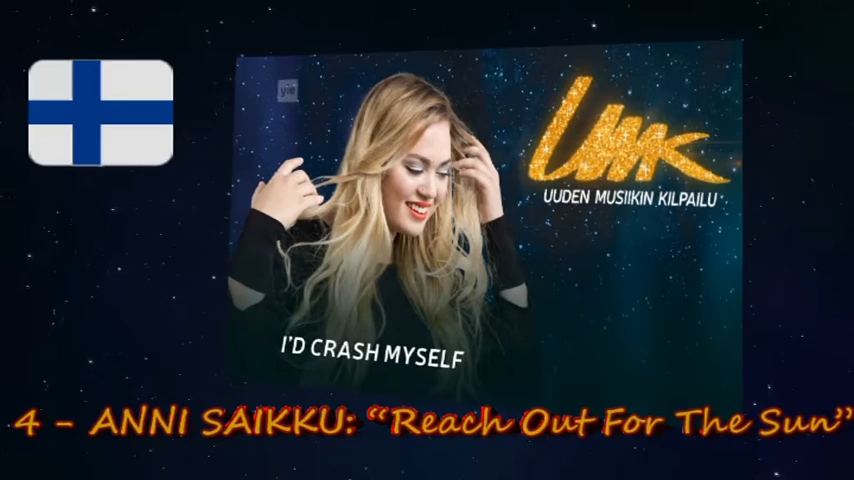 yle
UMK
UUDEN MUSIIKIN KILPAILU
I'D CRASH MYSELF
4 - ANNI SAIKKU: “Reach Out For The Sun”